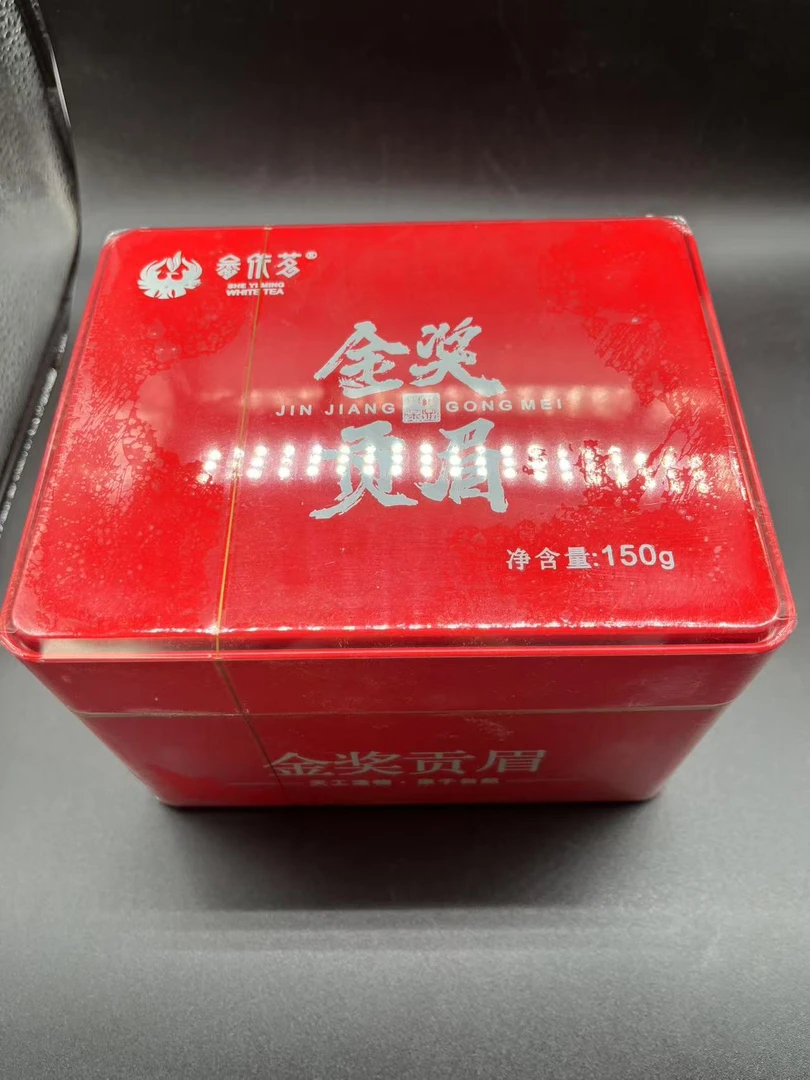 畲依茗®
SHE YI MING
WHITE TEA
金奖
JIN JIANG GONG MEI
贡眉
净含量:150g
金奖贡眉